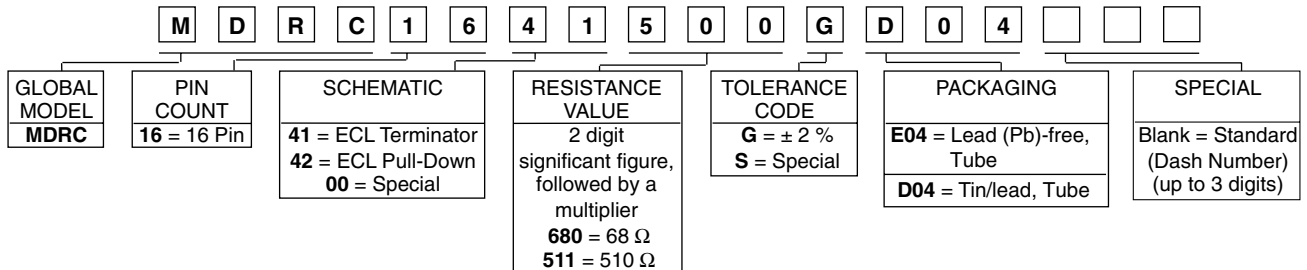 M D R C 1 6 4 1 5 0 0 G D 0 4
GLOBAL
MODEL
MDRC
PIN
COUNT
16 = 16 Pin
SCHEMATIC
41 = ECL Terminator
42 = ECL Pull-Down
00 = Special
RESISTANCE
VALUE
2 digit
significant figure,
followed by a
multiplier
680 = 68 Ω
511 = 510 Ω
TOLERANCE
CODE
G = ± 2 %
S = Special
PACKAGING
E04 = Lead (Pb)-free,
Tube
D04 = Tin/lead, Tube
SPECIAL
Blank = Standard
(Dash Number)
(up to 3 digits)